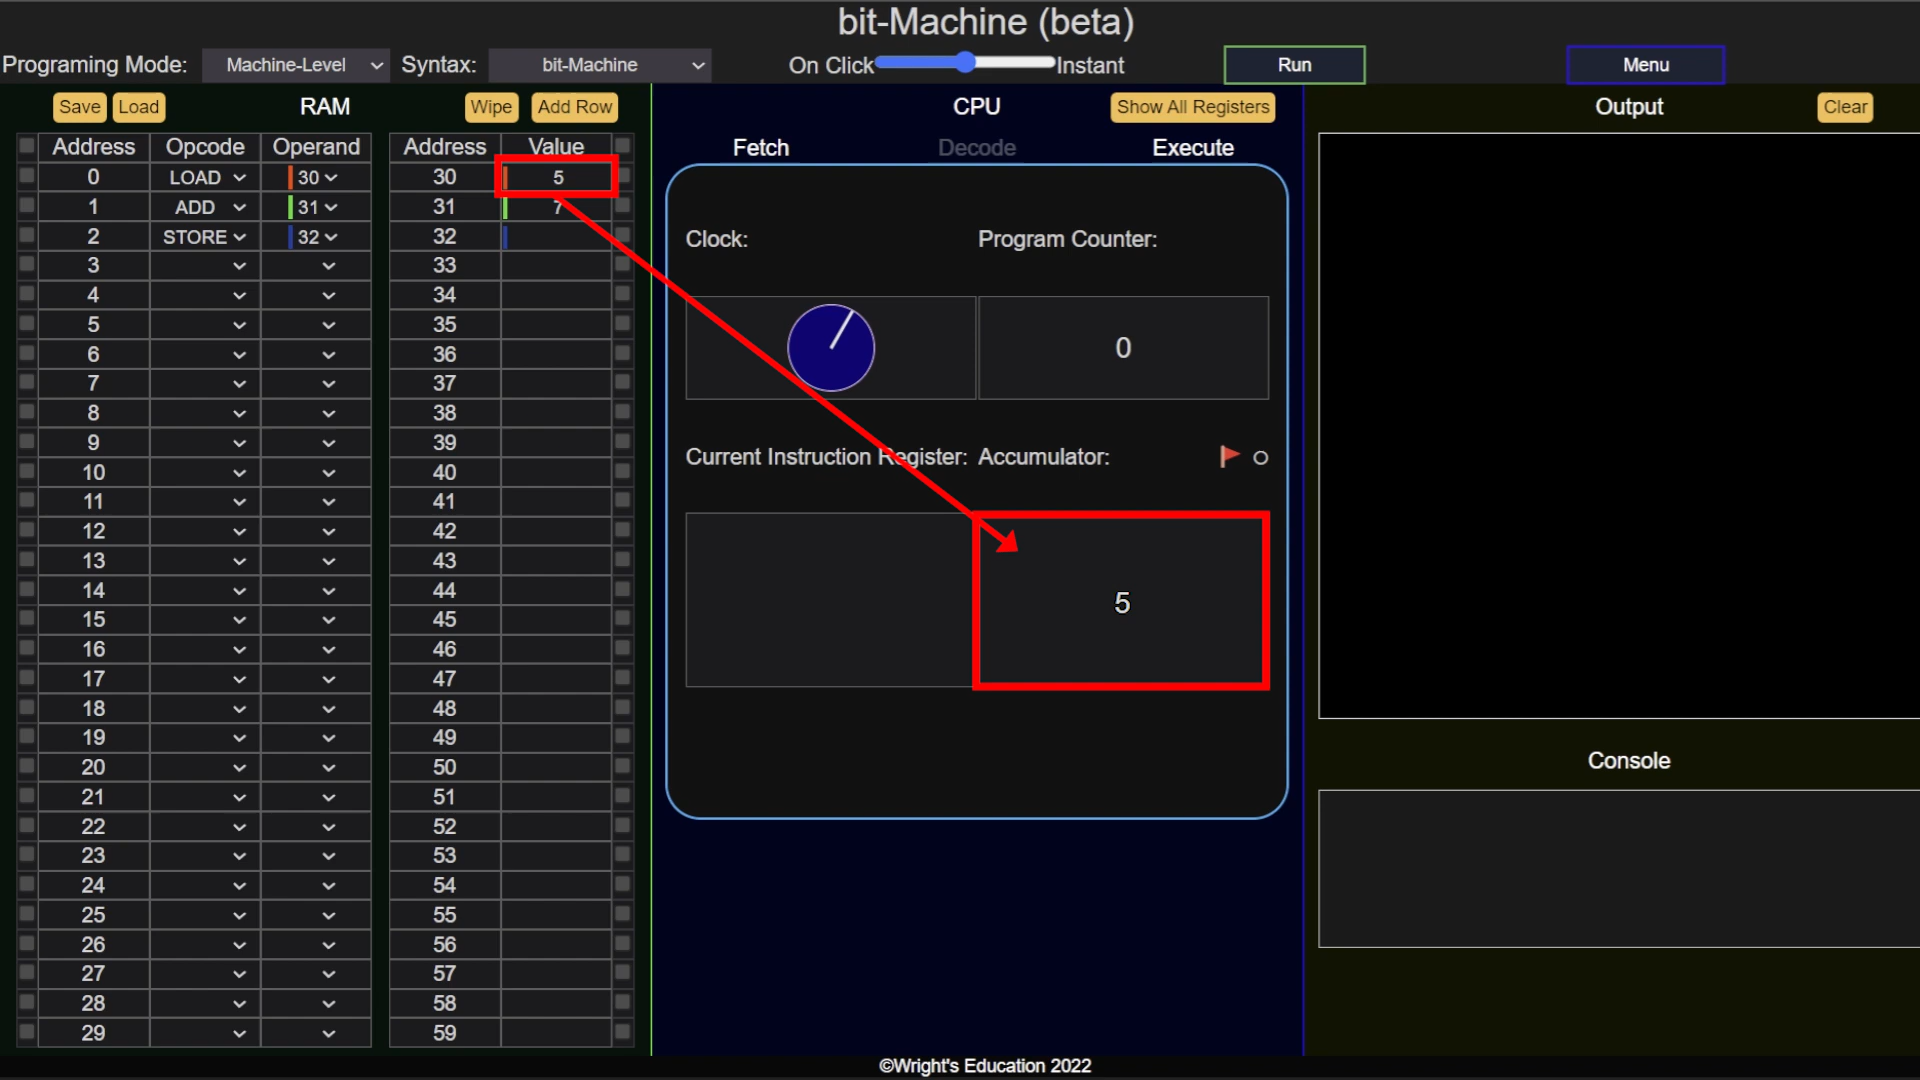 bit-Machine (beta)
Programing Mode: Machine-Level Syntax: bit-Machine On Click Instant Run Menu
Save Load RAM Wipe Add Row CPU Show All Registers Output Clear
Address Opcode Operand Address Value
Fetch Decode Execute
0 LOAD 30 30 5
1 ADD 31 31 7
2 STORE 32 32
3 33
4 34
5 35
6 36
7 37
8 38
9 39
10 40
11 41
12 42
13 43
14 44
15 45
16 46
17 47
18 48
19 49
20 50
21 51
22 52
23 53
24 54
25 55
26 56
27 57
28 58
29 59
Clock: Program Counter:
0
Current Instruction Register: Accumulator:
5
Console
©Wright's Education 2022